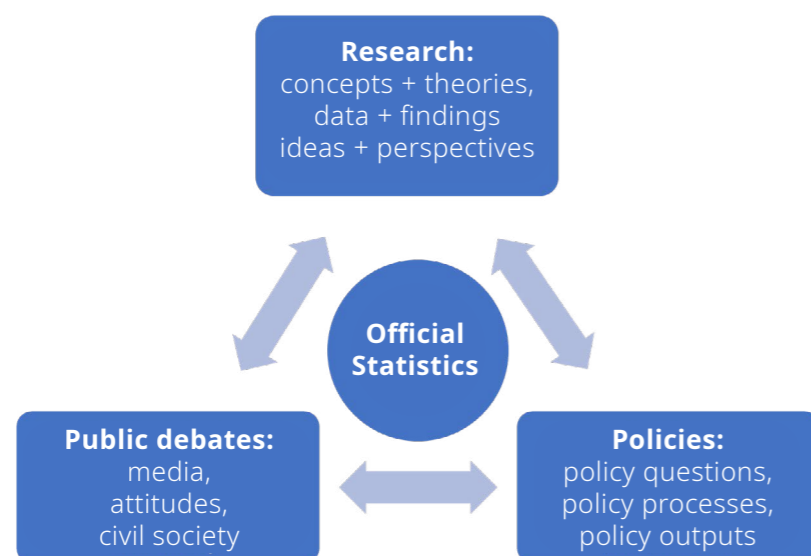 Research:
concepts + theories,
data + findings
ideas + perspectives
Official
Statistics
Public debates:
media,
attitudes,
civil society
Policies:
policy questions,
policy processes,
policy outputs